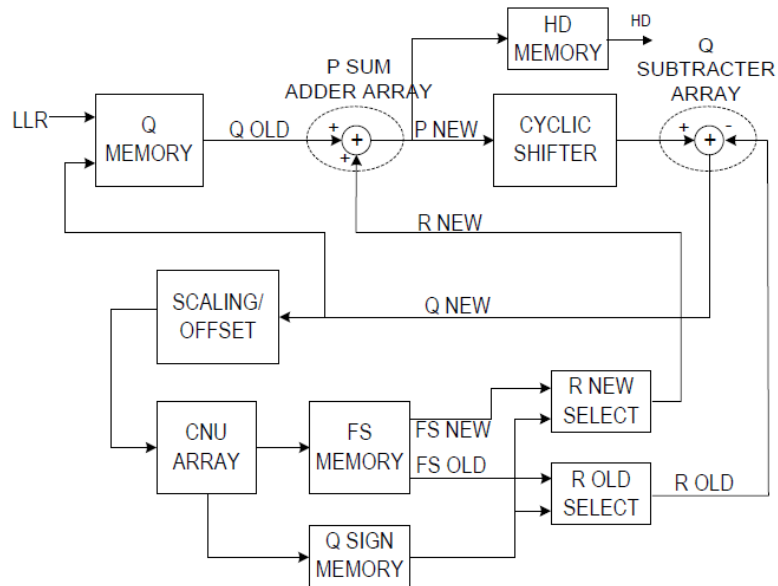 HD
MEMORY
HD
Q
SUBTRACTER
ARRAY
P SUM
ADDER ARRAY
LLR
Q
MEMORY
Q OLD
+
+
+
P NEW
CYCLIC
SHIFTER
+
+
-
R NEW
SCALING/
OFFSET
Q NEW
CNU
ARRAY
FS
MEMORY
FS NEW
FS OLD
R NEW
SELECT
R OLD
SELECT
R OLD
Q SIGN
MEMORY